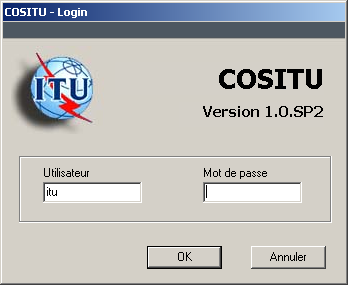 COSITU - Login
ITU
COSITU
Version 1.0.SP2
Utilisateur
Mot de passe
itu
OK
Annuler